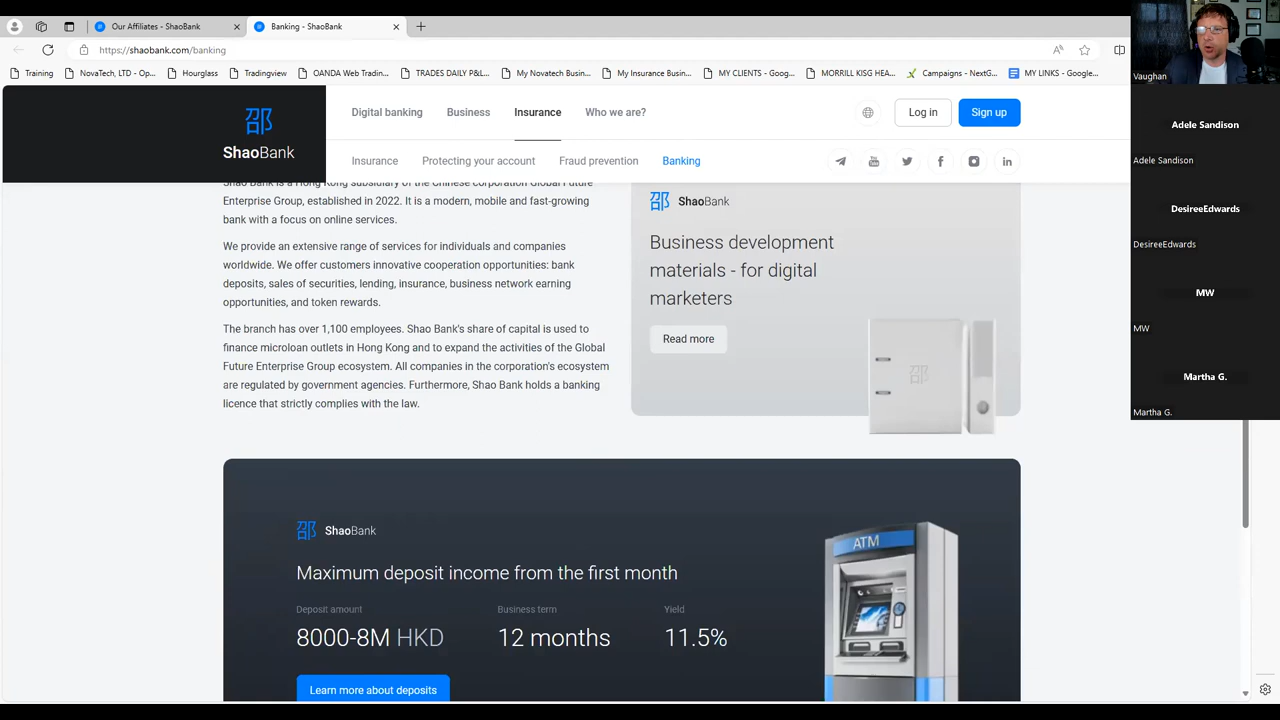 Our Affiliates - ShaoBank
Banking - ShaoBank
https://shaobank.com/banking
Training
NovaTech, LTD - Op...
Hourglass
Tradingview
OANDA Web Tradin...
TRADES DAILY P&L...
My Novatech Busin...
My Insurance Busin...
MY CLIENTS - Goog...
MORRILL KISG HEA...
Campaigns - NextG...
MY LINKS - Google...
邵
ShaoBank
Digital banking
Business
Insurance
Who we are?
Log in
Sign up
Insurance
Protecting your account
Fraud prevention
Banking
Shao Bank is a Hong Kong subsidiary of the Chinese Corporation Global Future
Enterprise Group, established in 2022. It is a modern, mobile and fast-growing
bank with a focus on online services.
We provide an extensive range of services for individuals and companies
worldwide. We offer customers innovative cooperation opportunities: bank
deposits, sales of securities, lending, insurance, business network earning
opportunities, and token rewards.
The branch has over 1,100 employees. Shao Bank's share of capital is used to
finance microloan outlets in Hong Kong and to expand the activities of the Global
Future Enterprise Group ecosystem. All companies in the corporation's ecosystem
are regulated by government agencies. Furthermore, Shao Bank holds a banking
licence that strictly complies with the law.
邵 ShaoBank
Business development
materials - for digital
marketers
Read more
邵
邵 ShaoBank
Maximum deposit income from the first month
Deposit amount
8000-8M HKD
Business term
12 months
Yield
11.5%
Learn more about deposits
ATM
Vaughan
Adele Sandison
Adele Sandison
DesireeEdwards
DesireeEdwards
MW
MW
Martha G.
Martha G.